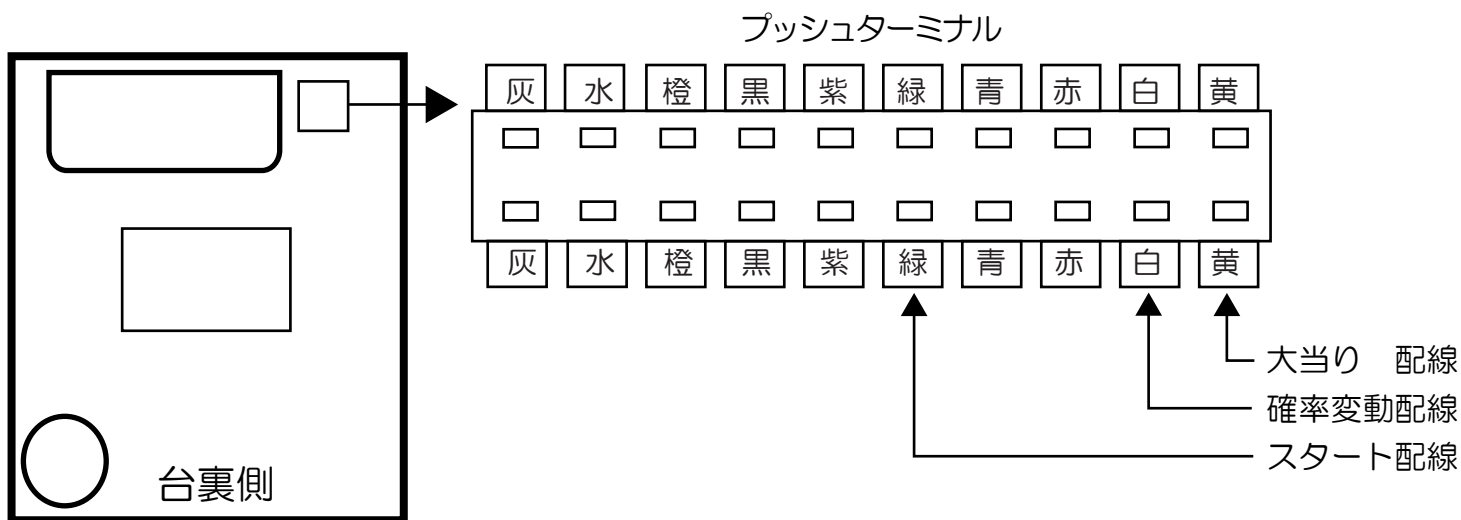 プッシュターミナル
灰 水 橙 黒 紫 緑 青 赤 白 黄
灰 水 橙 黒 紫 緑 青 赤 白 黄
大当り　配線
確率変動配線
スタート配線
台裏側